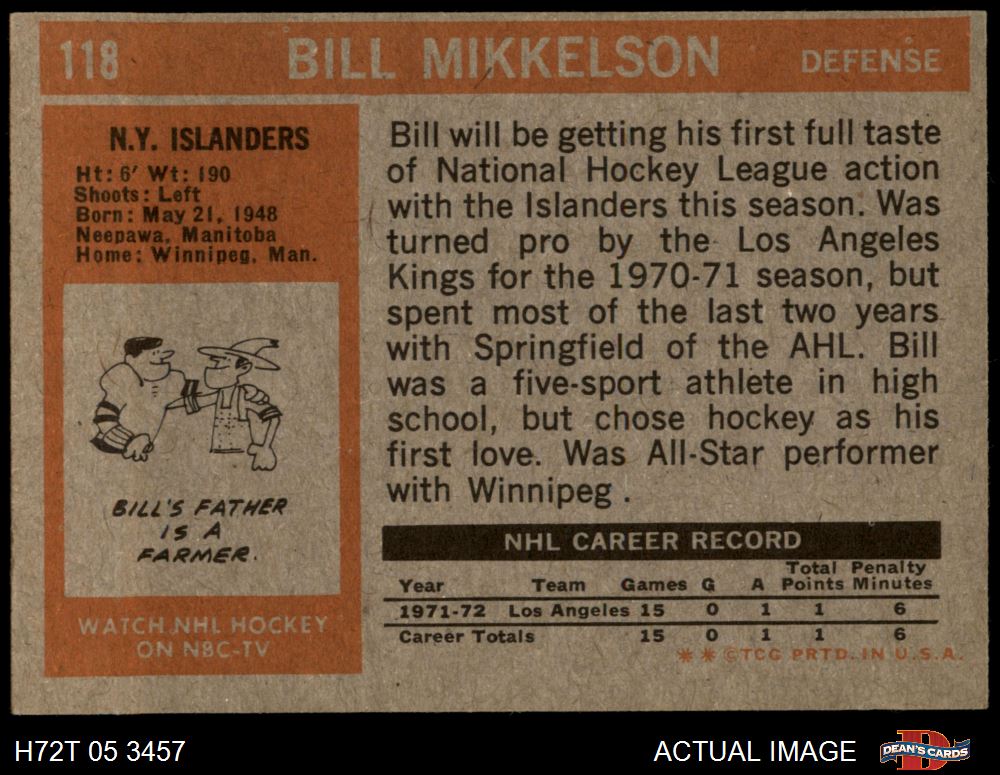 118 BILL MIKKELSON DEFENSE
N.Y. ISLANDERS
Ht: 6' Wt: 190
Shoots: Left
Born: May 21, 1948
Neepawa, Manitoba
Home: Winnipeg, Man.
BILL'S FATHER
IS A
FARMER.
WATCH NHL HOCKEY
ON NBC-TV
Bill will be getting his first full taste
of National Hockey League action
with the Islanders this season. Was
turned pro by the Los Angeles
Kings for the 1970-71 season, but
spent most of the last two years
with Springfield of the AHL. Bill
was a five-sport athlete in high
school, but chose hockey as his
first love. Was All-Star performer
with Winnipeg.
NHL CAREER RECORD
Year Team Games G A Total Points Penalty Minutes
1971-72 Los Angeles 15 0 1 1 6
Career Totals 15 0 1 1 6
** ©TCG PRTD. IN U.S.A.
H72T 05 3457
ACTUAL IMAGE
DEAN'S CARDS